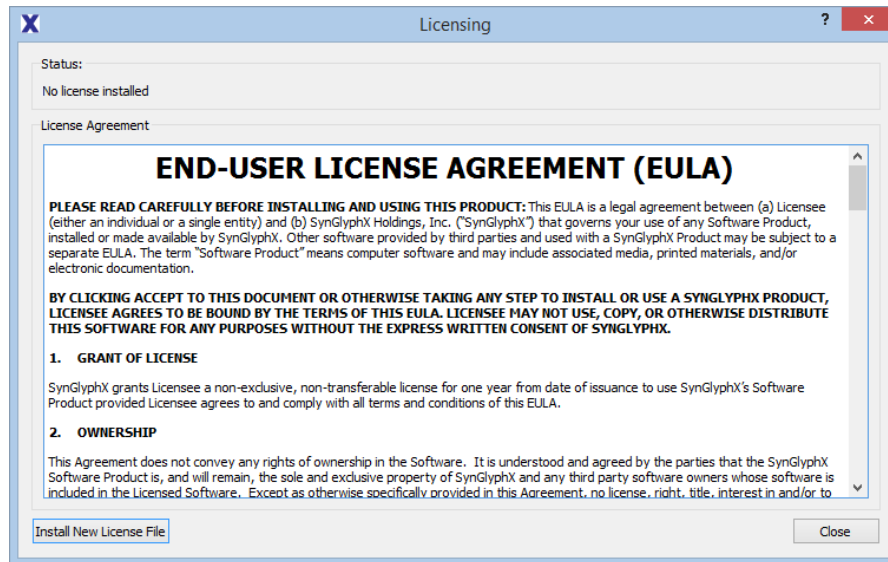 X
Licensing
?
×
Status:
No license installed
License Agreement
END-USER LICENSE AGREEMENT (EULA)
PLEASE READ CAREFULLY BEFORE INSTALLING AND USING THIS PRODUCT: This EULA is a legal agreement between (a) Licensee
(either an individual or a single entity) and (b) SynGlyphX Holdings, Inc. (“SynGlyphX”) that governs your use of any Software Product,
installed or made available by SynGlyphX. Other software provided by third parties and used with a SynGlyphX Product may be subject to a
separate EULA. The term “Software Product” means computer software and may include associated media, printed materials, and/or
electronic documentation.
BY CLICKING ACCEPT TO THIS DOCUMENT OR OTHERWISE TAKING ANY STEP TO INSTALL OR USE A SYNGLYPHX PRODUCT,
LICENSEE AGREES TO BE BOUND BY THE TERMS OF THIS EULA. LICENSEE MAY NOT USE, COPY, OR OTHERWISE DISTRIBUTE
THIS SOFTWARE FOR ANY PURPOSES WITHOUT THE EXPRESS WRITTEN CONSENT OF SYNGLYPHX.
1. GRANT OF LICENSE
SynGlyphX grants Licensee a non-exclusive, non-transferable license for one year from date of issuance to use SynGlyphX’s Software
Product provided Licensee agrees to and comply with all terms and conditions of this EULA.
2. OWNERSHIP
This Agreement does not convey any rights of ownership in the Software. It is understood and agreed by the parties that the SynGlyphX
Software Product is, and will remain, the sole and exclusive property of SynGlyphX and any third party software owners whose software is
included in the Licensed Software. Except as otherwise specifically provided in this Agreement, no license, right, title, interest in and/or to
Install New License File
Close